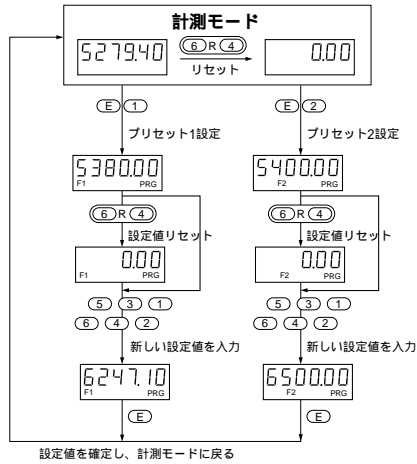 計測モード
5279.40 6 R 4 0.00
リセット
E 1 E 2
プリセット1設定 プリセット2設定
5380.00 5400.00
F1 PRG F2 PRG
6 R 4 6 R 4
設定値リセット 設定値リセット
0.00 0.00
F1 PRG F2 PRG
5 3 1 5 3 1
6 4 2 6 4 2
新しい設定値を入力 新しい設定値を入力
6247.10 6500.00
F1 PRG F2 PRG
E E
設定値を確定し、計測モードに戻る